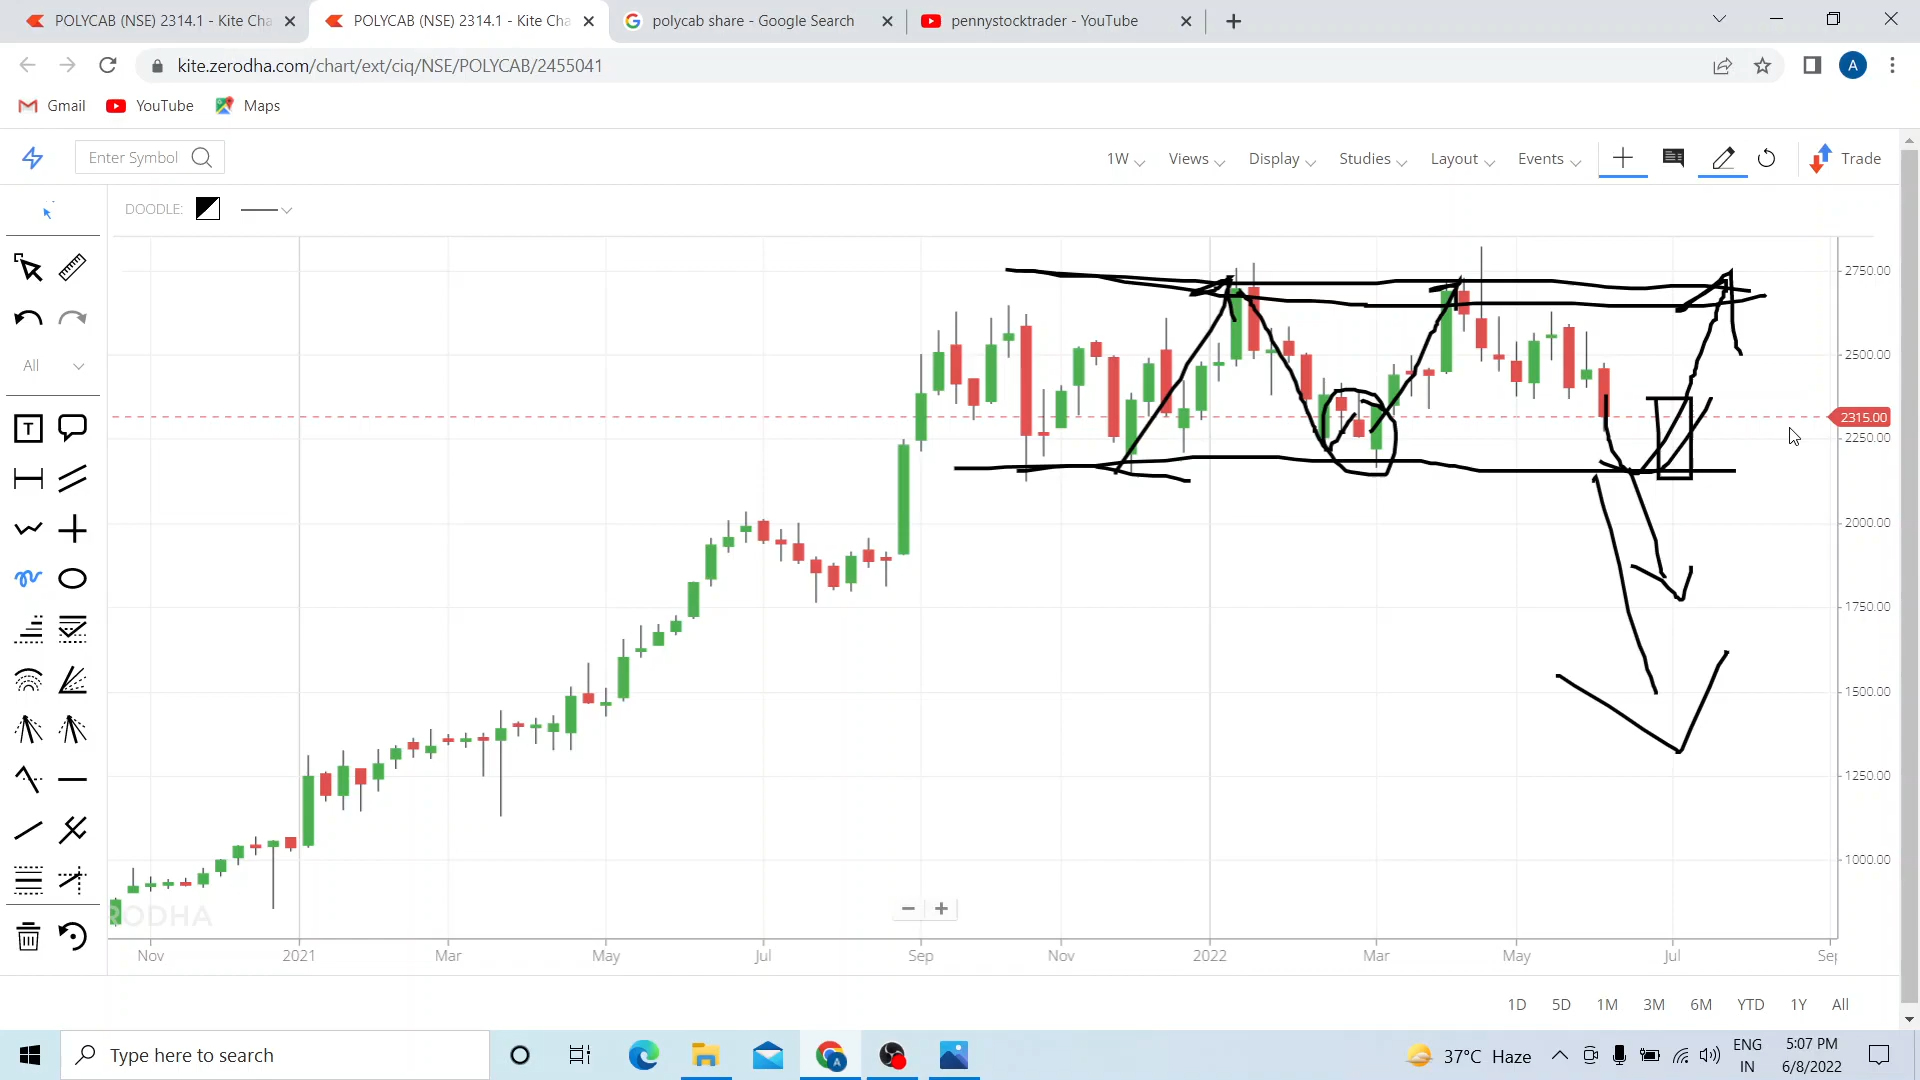 POLYCAB (NSE) 2314.1 - Kite Cha
POLYCAB (NSE) 2314.1 - Kite Cha
polycab share - Google Search
pennystocktrader - YouTube
kite.zerodha.com/chart/ext/ciq/NSE/POLYCAB/2455041
A
Gmail
YouTube
Maps
Enter Symbol
1W
Views
Display
Studies
Layout
Events
Trade
DOODLE:
All
T
2750.00
2500.00
2315.00
2250.00
2000.00
1750.00
1500.00
1250.00
1000.00
RODHA
Nov
2021
Mar
May
Jul
Sep
Nov
2022
Mar
May
Jul
Sep
1D
5D
1M
3M
6M
YTD
1Y
All
Type here to search
A
37°C Haze
ENG
IN
5:07 PM
6/8/2022